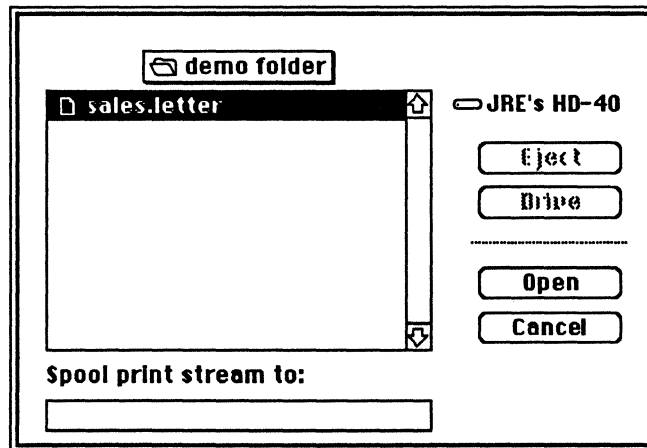 demo folder
sales.letter
JRE's HD-40
Eject
Drive
Open
Cancel
Spool print stream to: